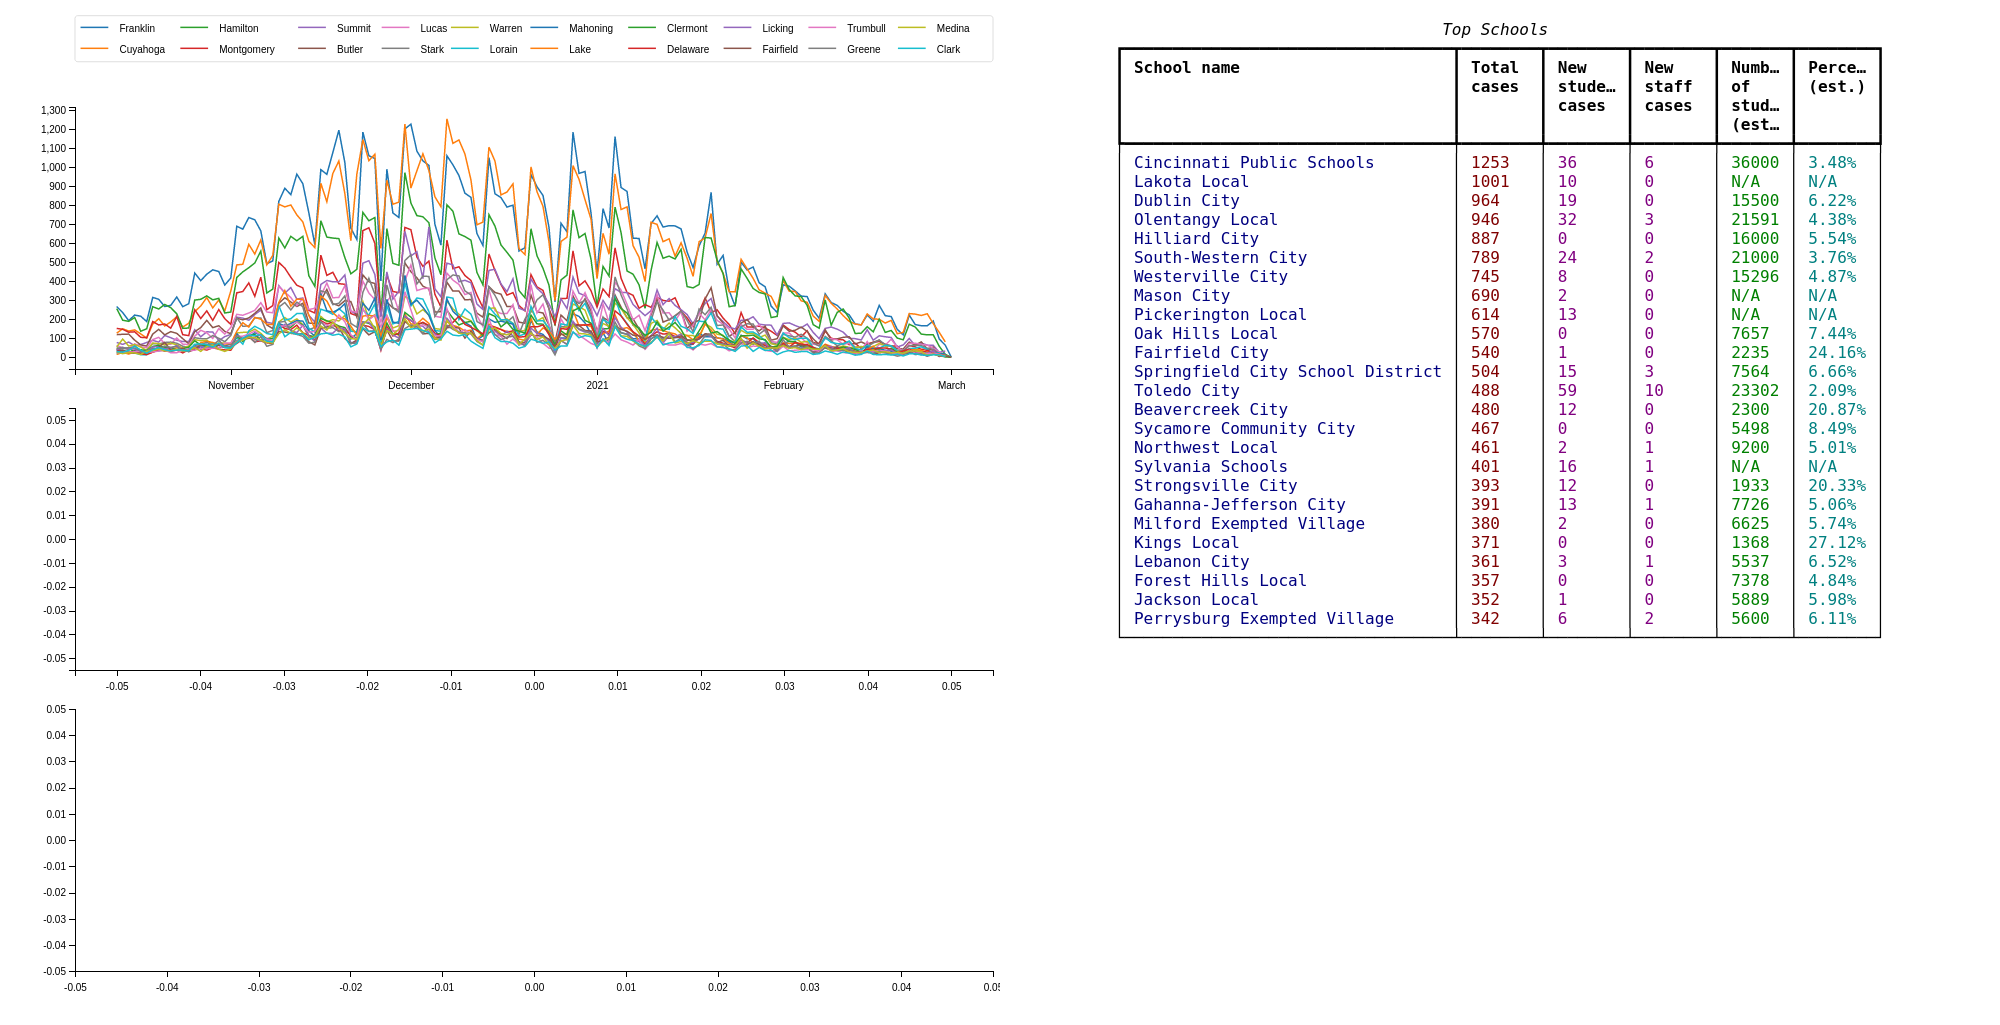 Franklin Hamilton Summit Lucas Warren Mahoning Clermont Licking Trumbull Medina
Cuyahoga Montgomery Butler Stark Lorain Lake Delaware Fairfield Greene Clark
1,300
1,200
1,100
1,000
900
800
700
600
500
400
300
200
100
0
November December 2021 February March
0.05
0.04
0.03
0.02
0.01
0.00
-0.01
-0.02
-0.03
-0.04
-0.05
-0.05 -0.04 -0.03 -0.02 -0.01 0.00 0.01 0.02 0.03 0.04 0.05
0.05
0.04
0.03
0.02
0.01
0.00
-0.01
-0.02
-0.03
-0.04
-0.05
-0.05 -0.04 -0.03 -0.02 -0.01 0.00 0.01 0.02 0.03 0.04 0.05
Top Schools
School name Total New New Numb… Perce…
cases stude… staff of (est.)
cases cases stud…
(est…
Cincinnati Public Schools 1253 36 6 36000 3.48%
Lakota Local 1001 10 0 N/A N/A
Dublin City 964 19 0 15500 6.22%
Olentangy Local 946 32 3 21591 4.38%
Hilliard City 887 0 0 16000 5.54%
South-Western City 789 24 2 21000 3.76%
Westerville City 745 8 0 15296 4.87%
Mason City 690 2 0 N/A N/A
Pickerington Local 614 13 0 N/A N/A
Oak Hills Local 570 0 0 7657 7.44%
Fairfield City 540 1 0 2235 24.16%
Springfield City School District 504 15 3 7564 6.66%
Toledo City 488 59 10 23302 2.09%
Beavercreek City 480 12 0 2300 20.87%
Sycamore Community City 467 0 0 5498 8.49%
Northwest Local 461 2 1 9200 5.01%
Sylvania Schools 401 16 1 N/A N/A
Strongsville City 393 12 0 1933 20.33%
Gahanna-Jefferson City 391 13 1 7726 5.06%
Milford Exempted Village 380 2 0 6625 5.74%
Kings Local 371 0 0 1368 27.12%
Lebanon City 361 3 1 5537 6.52%
Forest Hills Local 357 0 0 7378 4.84%
Jackson Local 352 1 0 5889 5.98%
Perrysburg Exempted Village 342 6 2 5600 6.11%